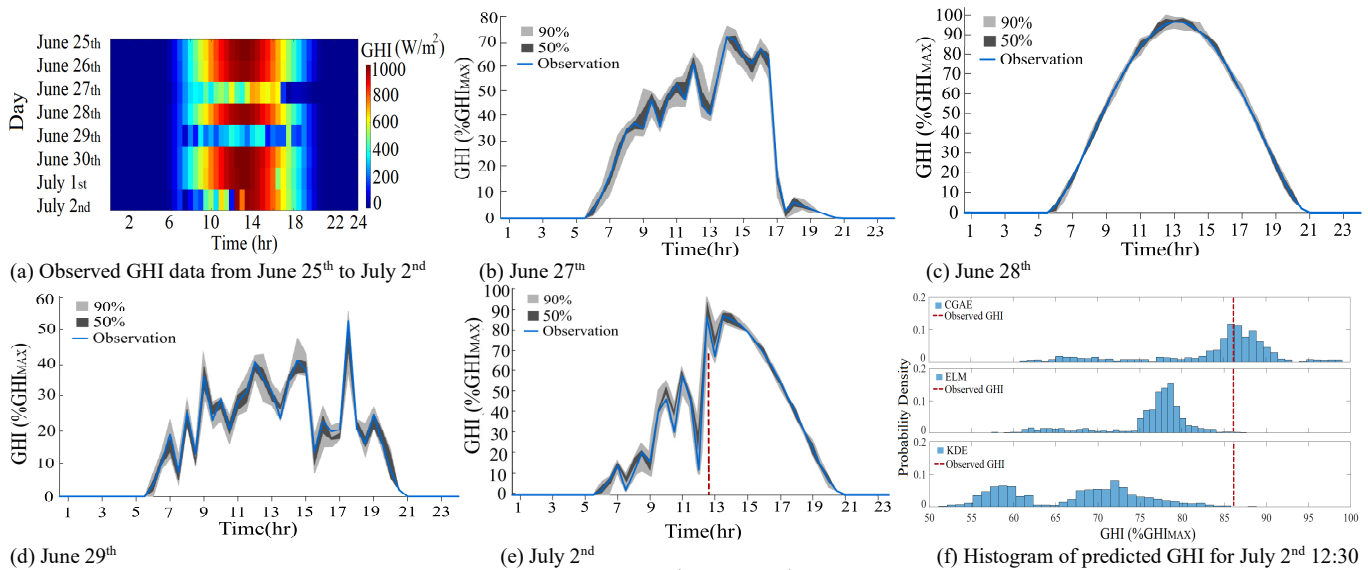 GHI (W/m²)
June 25th
June 26th
June 27th
June 28th
June 29th
June 30th
July 1st
July 2nd
Day
1000
800
600
400
200
0
2 6 10 14 18 22 24
Time (hr)
(a) Observed GHI data from June 25th to July 2nd
80
70
60
50
40
30
20
10
0
GHI (%GHIMAX)
90%
50%
Observation
1 3 5 7 9 11 13 15 17 19 21 23
Time(hr)
(b) June 27th
100
90
80
70
60
50
40
30
20
10
0
GHI (%GHIMAX)
90%
50%
Observation
1 3 5 7 9 11 13 15 17 19 21 23
Time(hr)
(c) June 28th
60
50
40
30
20
10
0
GHI (%GHIMAX)
90%
50%
Observation
1 3 5 7 9 11 13 15 17 19 21 23
Time(hr)
(d) June 29th
100
90
80
70
60
50
40
30
20
10
0
GHI (%GHIMAX)
90%
50%
Observation
1 3 5 7 9 11 13 15 17 19 21 23
Time(hr)
(e) July 2nd
Probability Density
0.2
0.1
0
CGAE
Observed GHI
0.2
0.1
0
ELM
Observed GHI
0.2
0.1
0
KDE
Observed GHI
50 55 60 65 70 75 80 85 90 95 100
GHI (%GHIMAX)
(f) Histogram of predicted GHI for July 2nd 12:30